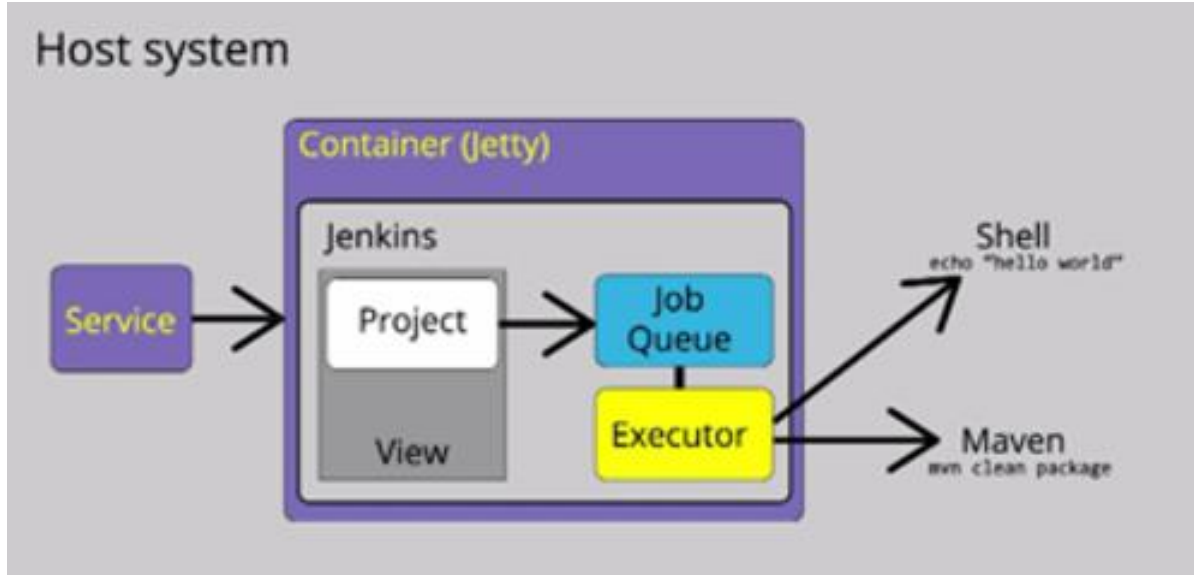 Host system
Container (Jetty)
Jenkins
Service
Project
View
Job
Queue
Executor
Shell
echo "hello world"
Maven
mvn clean package